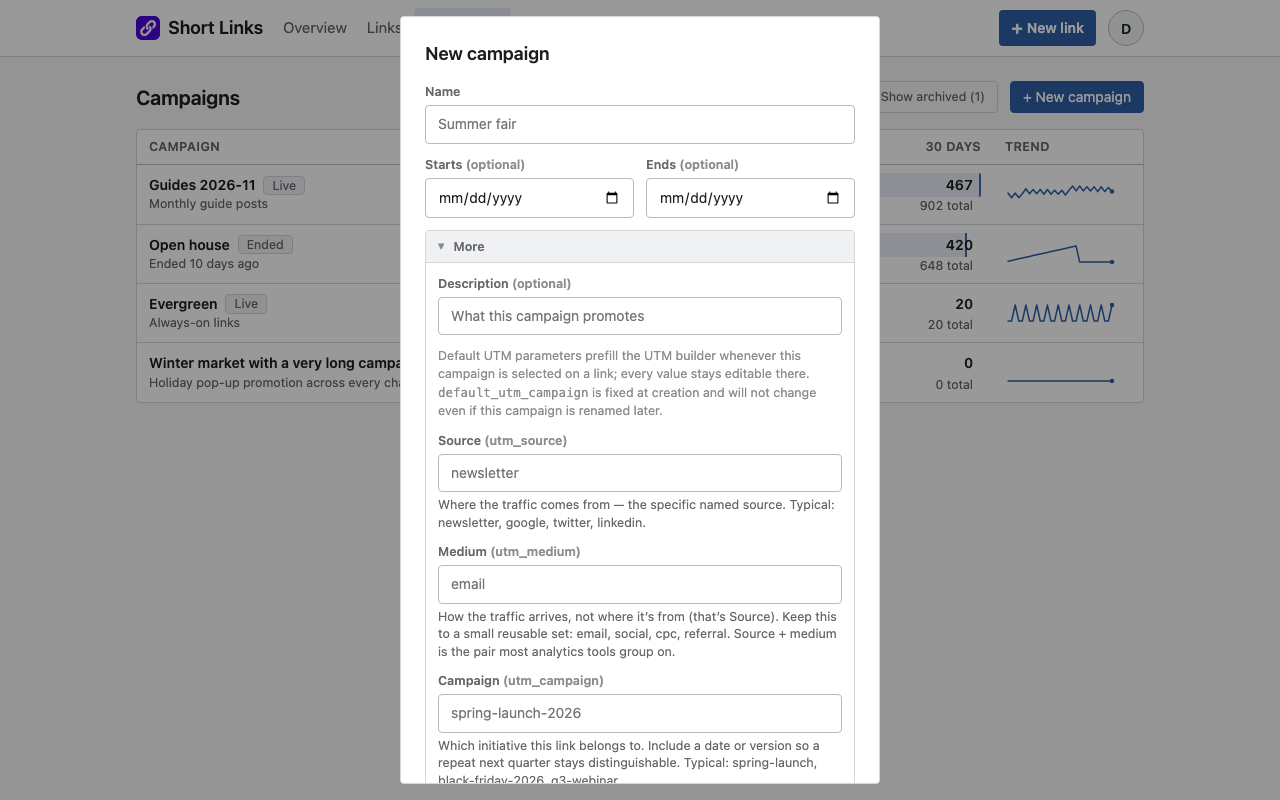 Short Links
Overview
Links
+ New link
D
Campaigns
Show archived (1)
+ New campaign
CAMPAIGN
30 DAYS
TREND
Guides 2026-11
Live
Monthly guide posts
467
902 total
Open house
Ended
Ended 10 days ago
420
648 total
Evergreen
Live
Always-on links
20
20 total
Winter market with a very long
Holiday pop-up promotion across every
0
0 total
New campaign
Name
Summer fair
Starts (optional)
Ends (optional)
mm/dd/yyyy
mm/dd/yyyy
▼ More
Description (optional)
What this campaign promotes
Default UTM parameters prefill the UTM builder whenever this
campaign is selected on a link; every value stays editable there.
default_utm_campaign is fixed at creation and will not change
even if this campaign is renamed later.
Source (utm_source)
newsletter
Where the traffic comes from — the specific named source. Typical:
newsletter, google, twitter, linkedin.
Medium (utm_medium)
email
How the traffic arrives, not where it's from (that's Source). Keep this
to a small reusable set: email, social, cpc, referral. Source + medium
is the pair most analytics tools group on.
Campaign (utm_campaign)
spring-launch-2026
Which initiative this link belongs to. Include a date or version so a
repeat next quarter stays distinguishable. Typical: spring-launch,
black-friday-2026, q3-webinar.